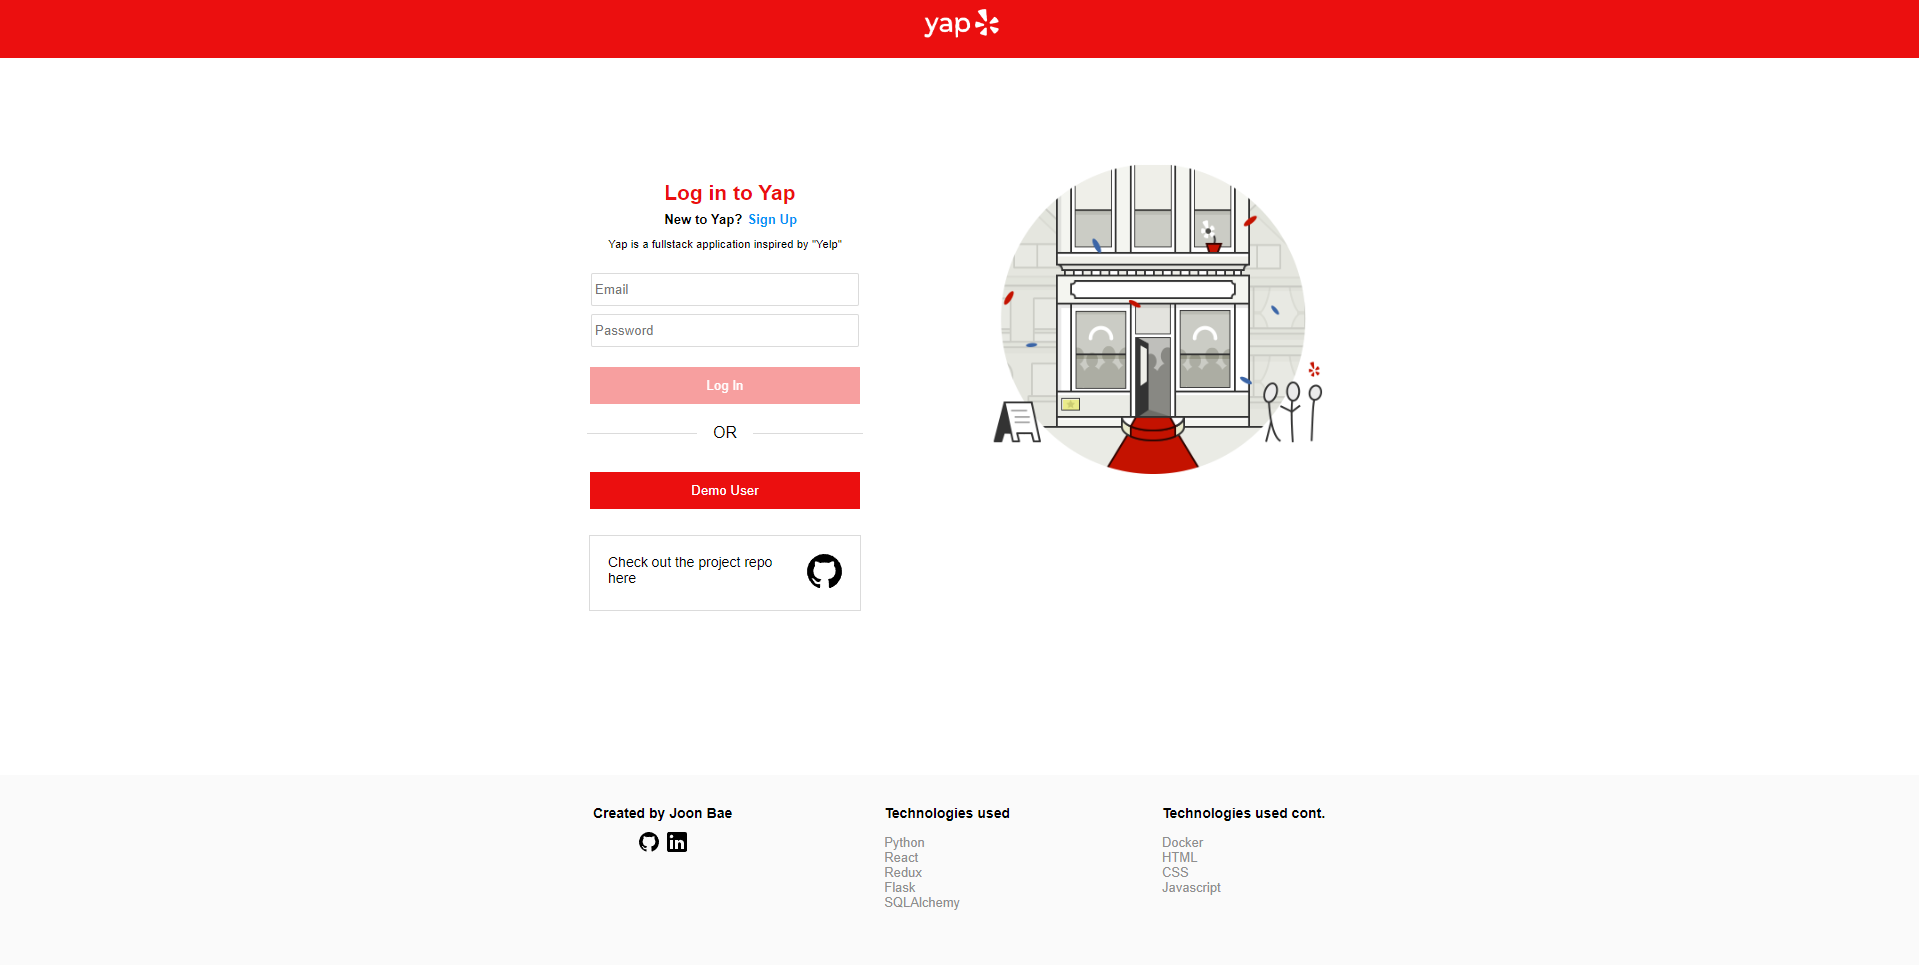 yap
Log in to Yap
New to Yap? Sign Up
Yap is a fullstack application inspired by "Yelp"
Email
Password
Log In
OR
Demo User
Check out the project repo
here
Created by Joon Bae
Technologies used
Python
React
Redux
Flask
SQLAlchemy
Technologies used cont.
Docker
HTML
CSS
Javascript